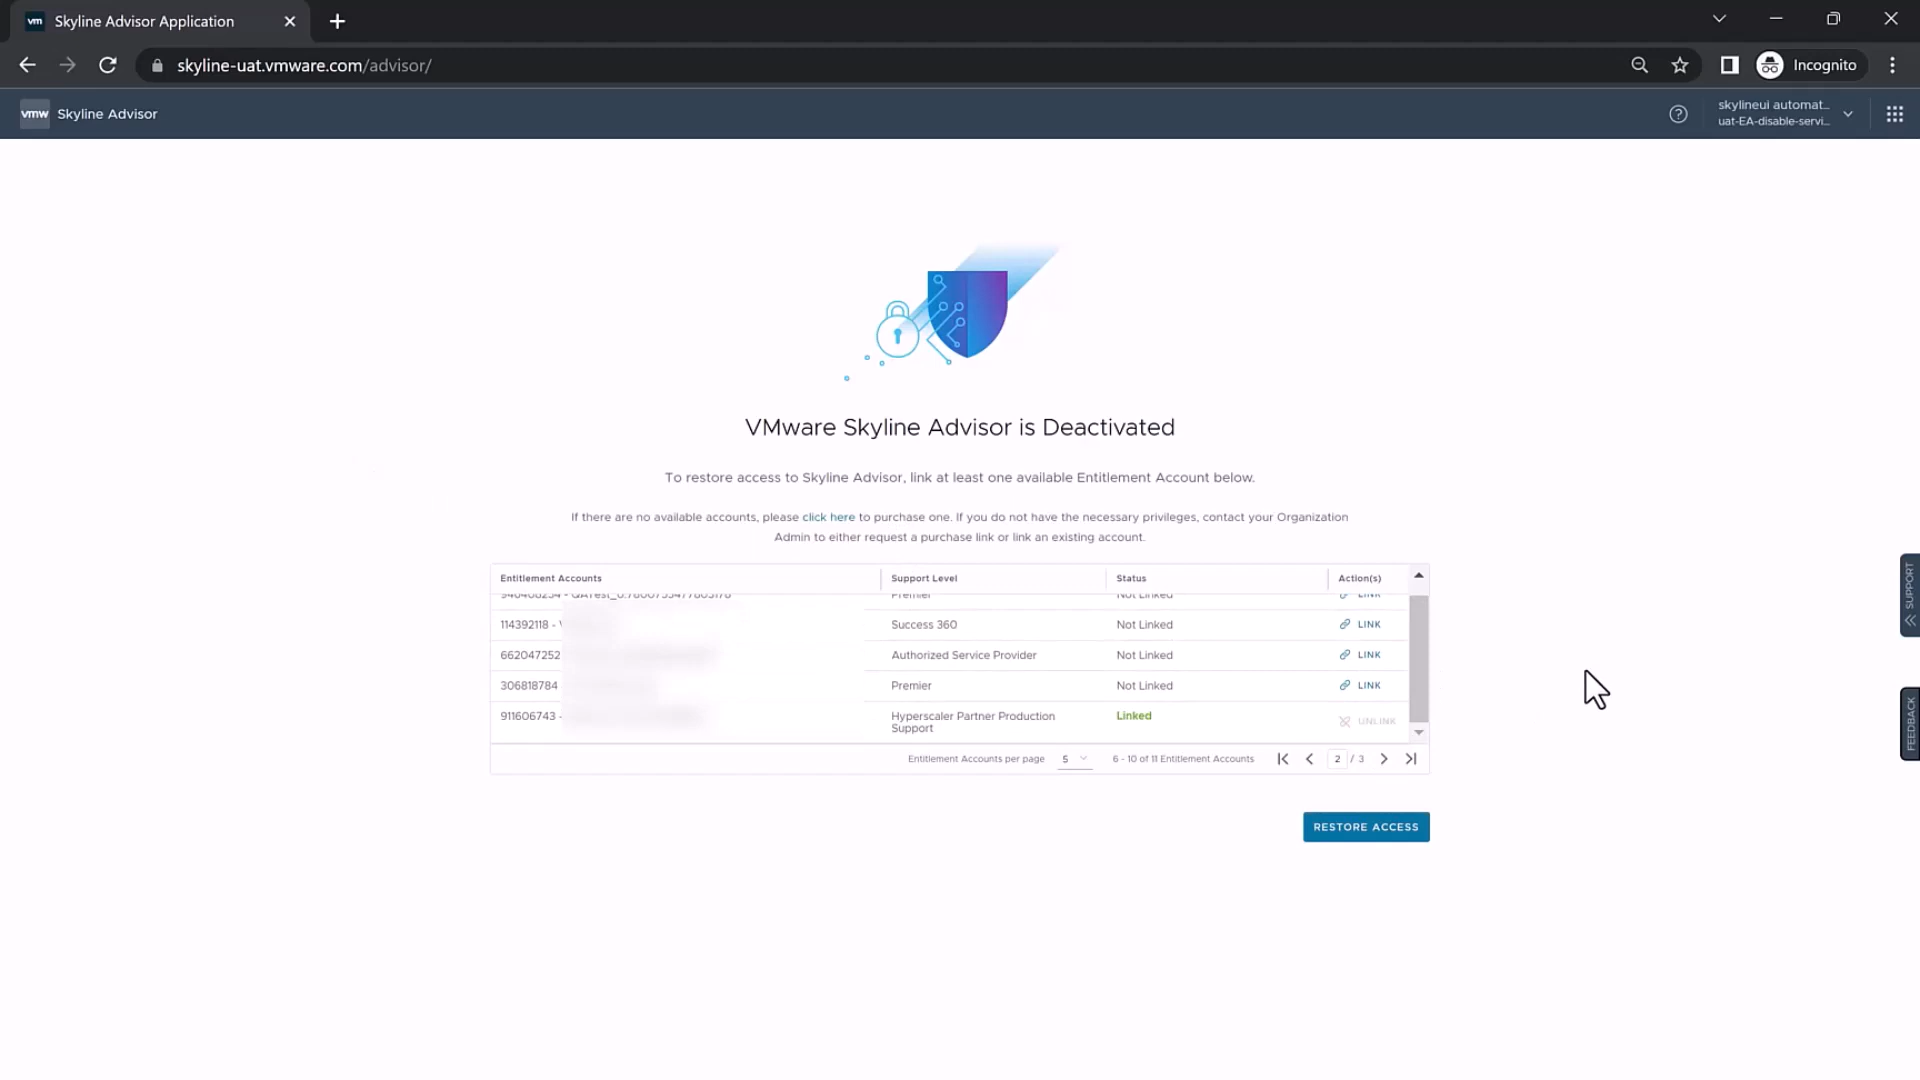 vm Skyline Advisor Application
skyline-uat.vmware.com/advisor/
Incognito
vmw Skyline Advisor
skylineui automat...
uat-EA-disable-servi...
VMware Skyline Advisor is Deactivated
To restore access to Skyline Advisor, link at least one available Entitlement Account below.
If there are no available accounts, please click here to purchase one. If you do not have the necessary privileges, contact your Organization
Admin to either request a purchase link or link an existing account.
Entitlement Accounts Support Level Status Action(s)
Premier Not Linked LINK
114392118 - Success 360 Not Linked LINK
662047252 Authorized Service Provider Not Linked LINK
306818784 Premier Not Linked LINK
911606743 - Hyperscaler Partner Production Linked UNLINK
Support
Entitlement Accounts per page 5 6 - 10 of 11 Entitlement Accounts 2 / 3
RESTORE ACCESS
SUPPORT
FEEDBACK